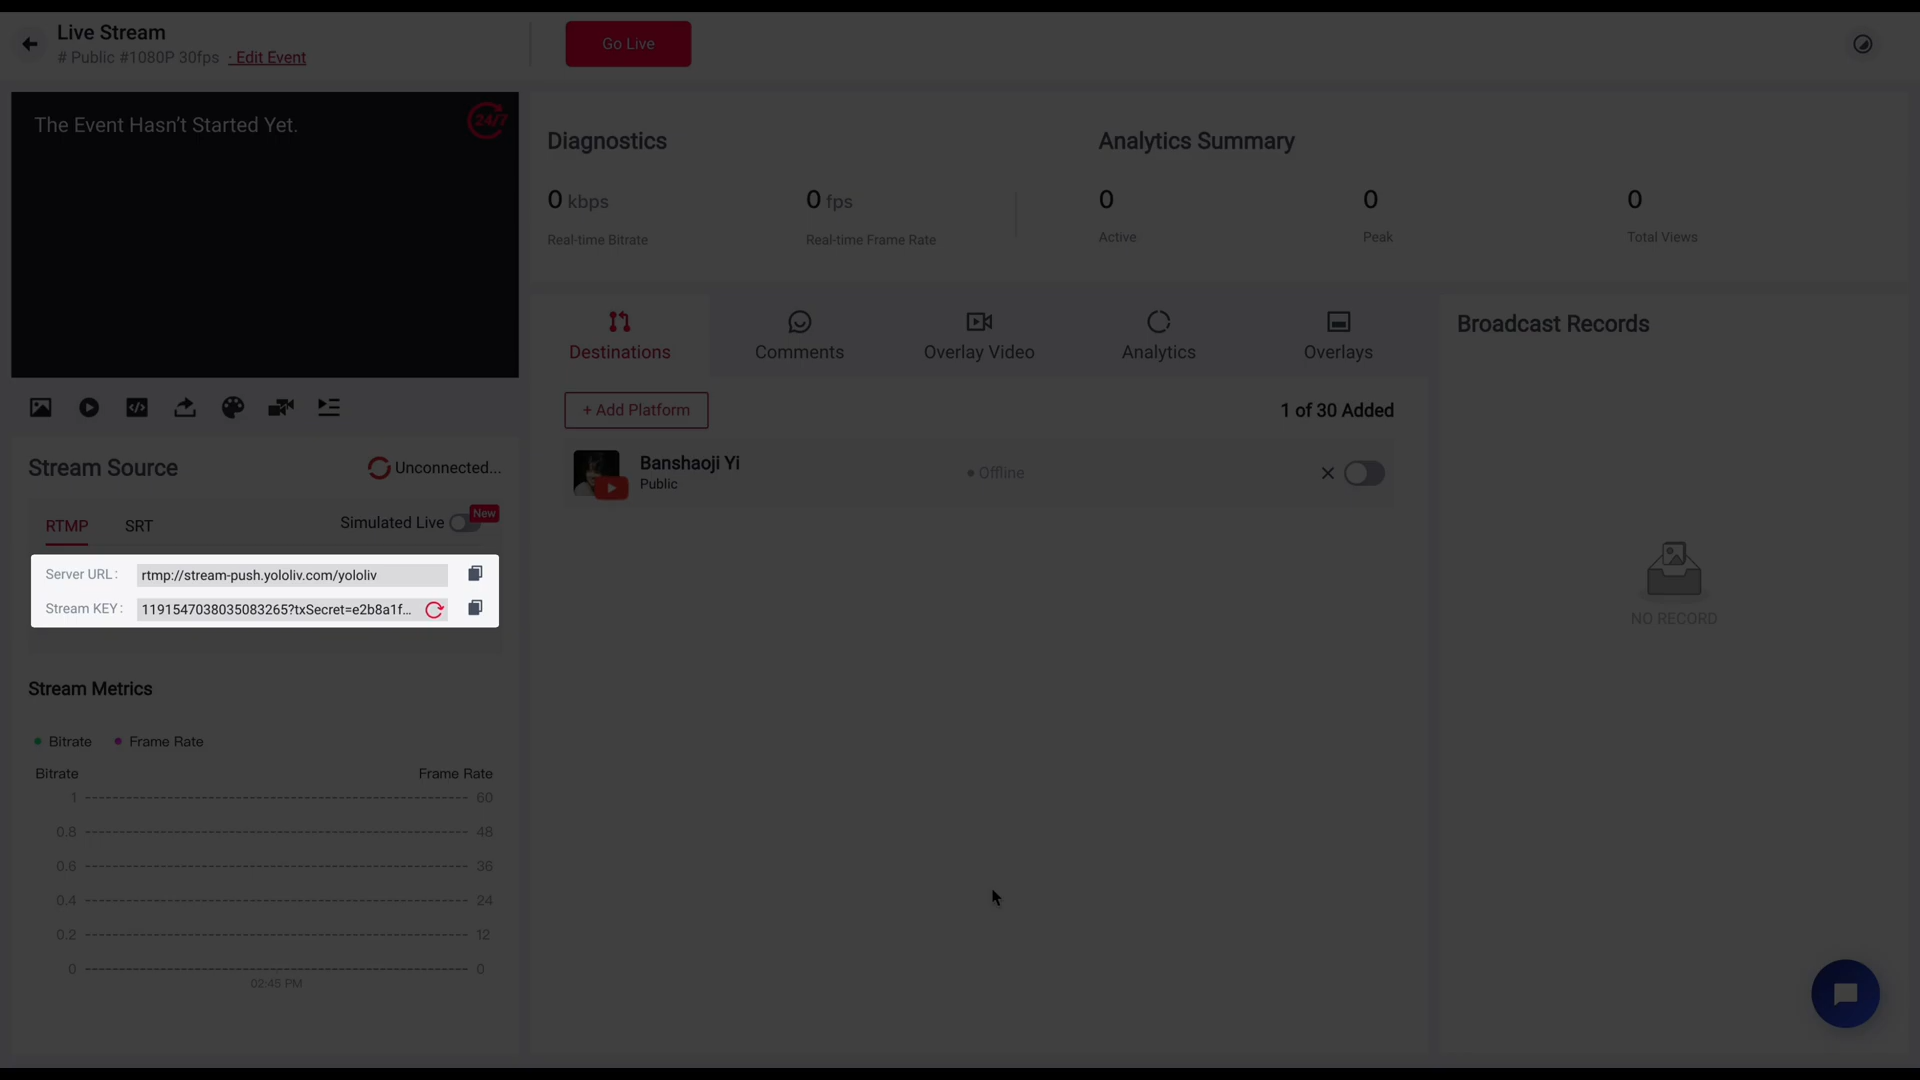 Live Stream
# Public #1080P 30fps · Edit Event
Go Live
The Event Hasn't Started Yet.
24/7
Diagnostics
0 kbps
Real-time Bitrate
0 fps
Real-time Frame Rate
Analytics Summary
0
Active
0
Peak
0
Total Views
Destinations
Comments
Overlay Video
Analytics
Overlays
+ Add Platform
1 of 30 Added
Banshaoji Yi
Public
Offline
Broadcast Records
NO RECORD
Stream Source
Unconnected...
RTMP
SRT
Simulated Live
New
Server URL:
rtmp://stream-push.yololiv.com/yololiv
Stream KEY:
1191547038035083265?txSecret=e2b8a1f...
Stream Metrics
Bitrate
Frame Rate
Bitrate
Frame Rate
1
60
0.8
48
0.6
36
0.4
24
0.2
12
0
0
02:45 PM